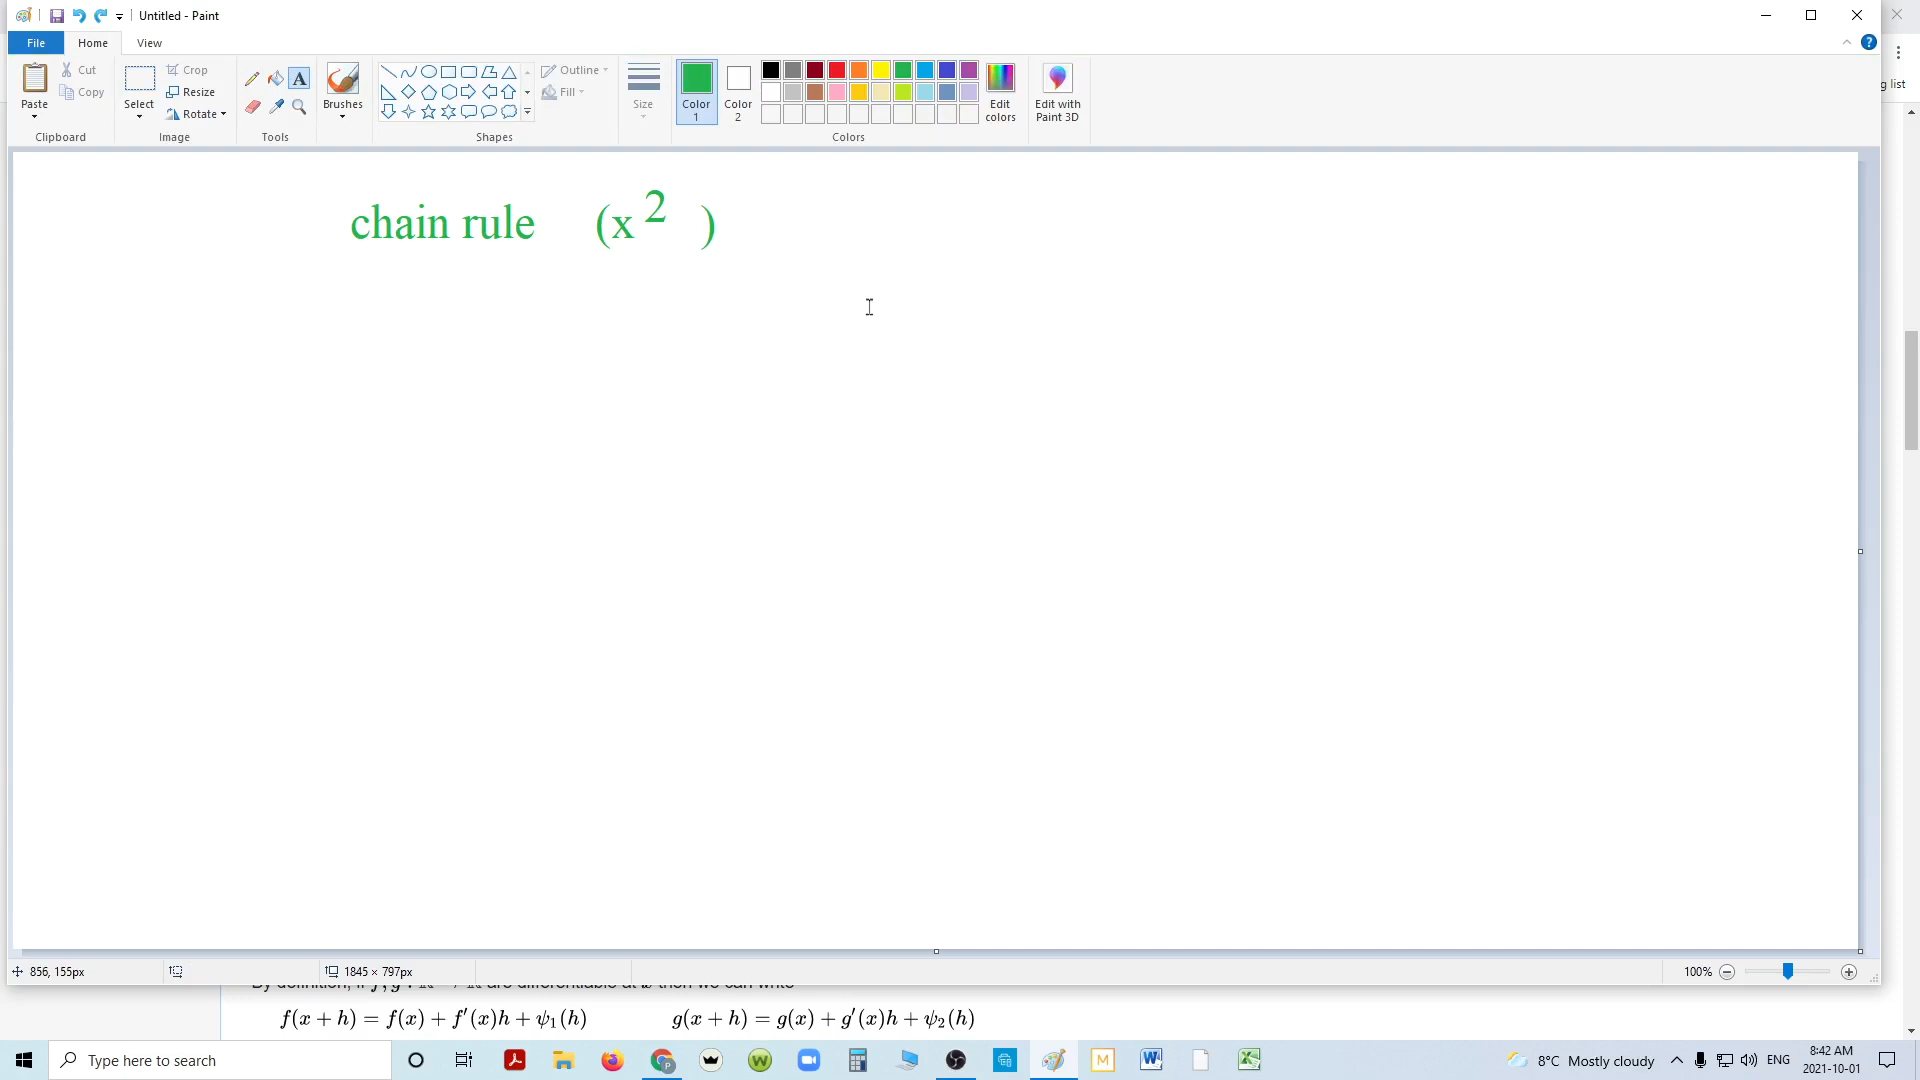 Untitled - Paint
File Home View
Paste Cut Copy Clipboard
Select Crop Resize Rotate Image
Tools
Brushes
Shapes
Outline Fill
Size
Color 1 Color 2 Colors
Edit colors
Edit with Paint 3D
g list
chain rule (x 2 )
856, 155px 1845 × 797px 100%
f(x + h) = f(x) + f′(x)h + ψ₁(h) g(x + h) = g(x) + g′(x)h + ψ₂(h)
Type here to search 8°C Mostly cloudy ENG 8:42 AM
2021-10-01